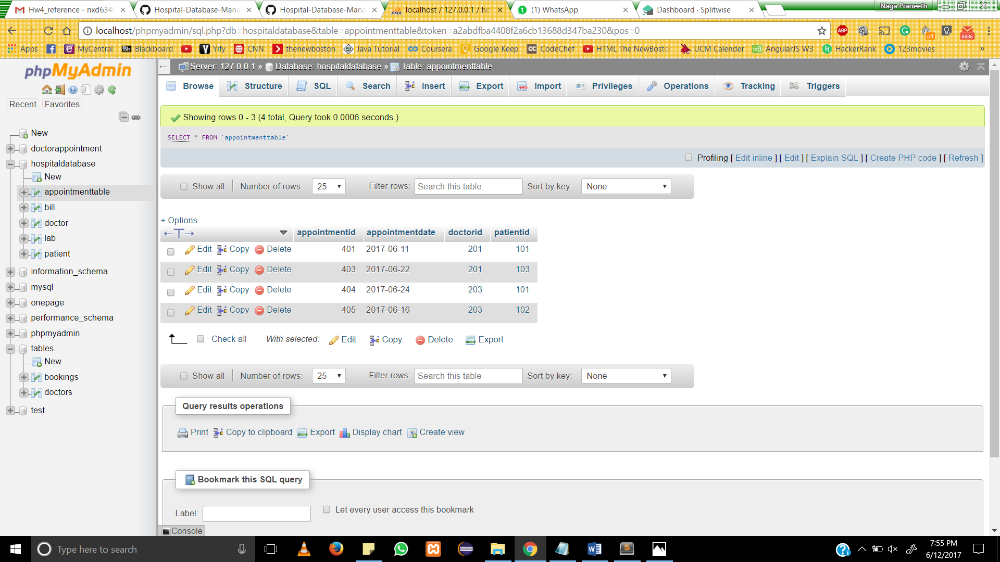 Hw4_reference - nxd6346
Hospital-Database-Mana
Hospital-Database-Mana
localhost / 127.0.0.1 / ho
(1) WhatsApp
Dashboard · Splitwise
Naga Praneeth
localhost/phpmyadmin/sql.php?db=hospitaldatabase&table=appointmenttable&token=a2abdfba4408f2a6cb13688d347ba230&pos=0
ABP
off
8686
Apps
MyCentral
Bb Blackboard
Yify
CNN
thenewboston
Java Tutorial
Coursera
Google Keep
CC CodeChef
HTML The NewBosto
UCM Calender
w3 AngularJS W3
HackerRank
123movies
»
phpMyAdmin
Recent
Favorites
New
doctorappointment
hospitaldatabase
New
appointmenttable
bill
doctor
lab
patient
information_schema
mysql
onepage
performance_schema
phpmyadmin
tables
New
bookings
doctors
test
Server: 127.0.0.1 » Database: hospitaldatabase » Table: appointmenttable
Browse Structure SQL Search Insert Export Import Privileges Operations Tracking Triggers
Showing rows 0 - 3 (4 total, Query took 0.0006 seconds.)
SELECT * FROM `appointmenttable`
Profiling [ Edit inline ] [ Edit ] [ Explain SQL ] [ Create PHP code ] [ Refresh ]
Show all Number of rows: 25 Filter rows: Search this table Sort by key: None
+ Options
appointmentid appointmentdate doctorid patientid
Edit Copy Delete 401 2017-06-11 201 101
Edit Copy Delete 403 2017-06-22 201 103
Edit Copy Delete 404 2017-06-24 203 101
Edit Copy Delete 405 2017-06-16 203 102
Check all With selected: Edit Copy Delete Export
Show all Number of rows: 25 Filter rows: Search this table Sort by key: None
Query results operations
Print Copy to clipboard Export Display chart Create view
Bookmark this SQL query
Label: Let every user access this bookmark
Console
Type here to search
7:55 PM
6/12/2017